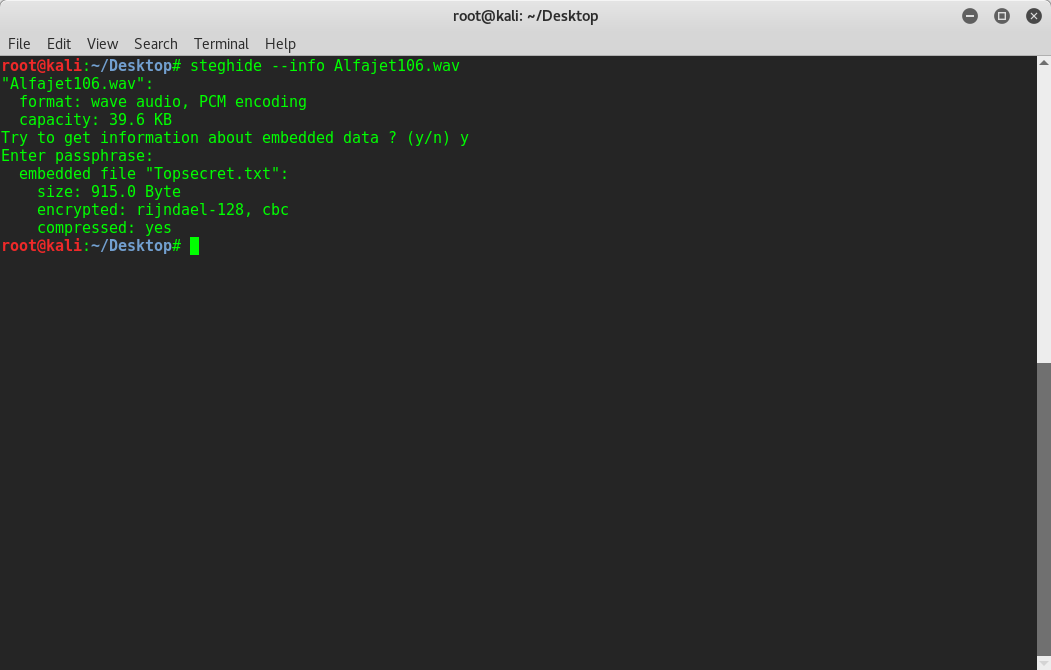 root@kali: ~/Desktop
File Edit View Search Terminal Help
root@kali:~/Desktop# steghide --info Alfajet106.wav
"Alfajet106.wav":
  format: wave audio, PCM encoding
  capacity: 39.6 KB
Try to get information about embedded data ? (y/n) y
Enter passphrase:
  embedded file "Topsecret.txt":
    size: 915.0 Byte
    encrypted: rijndael-128, cbc
    compressed: yes
root@kali:~/Desktop#